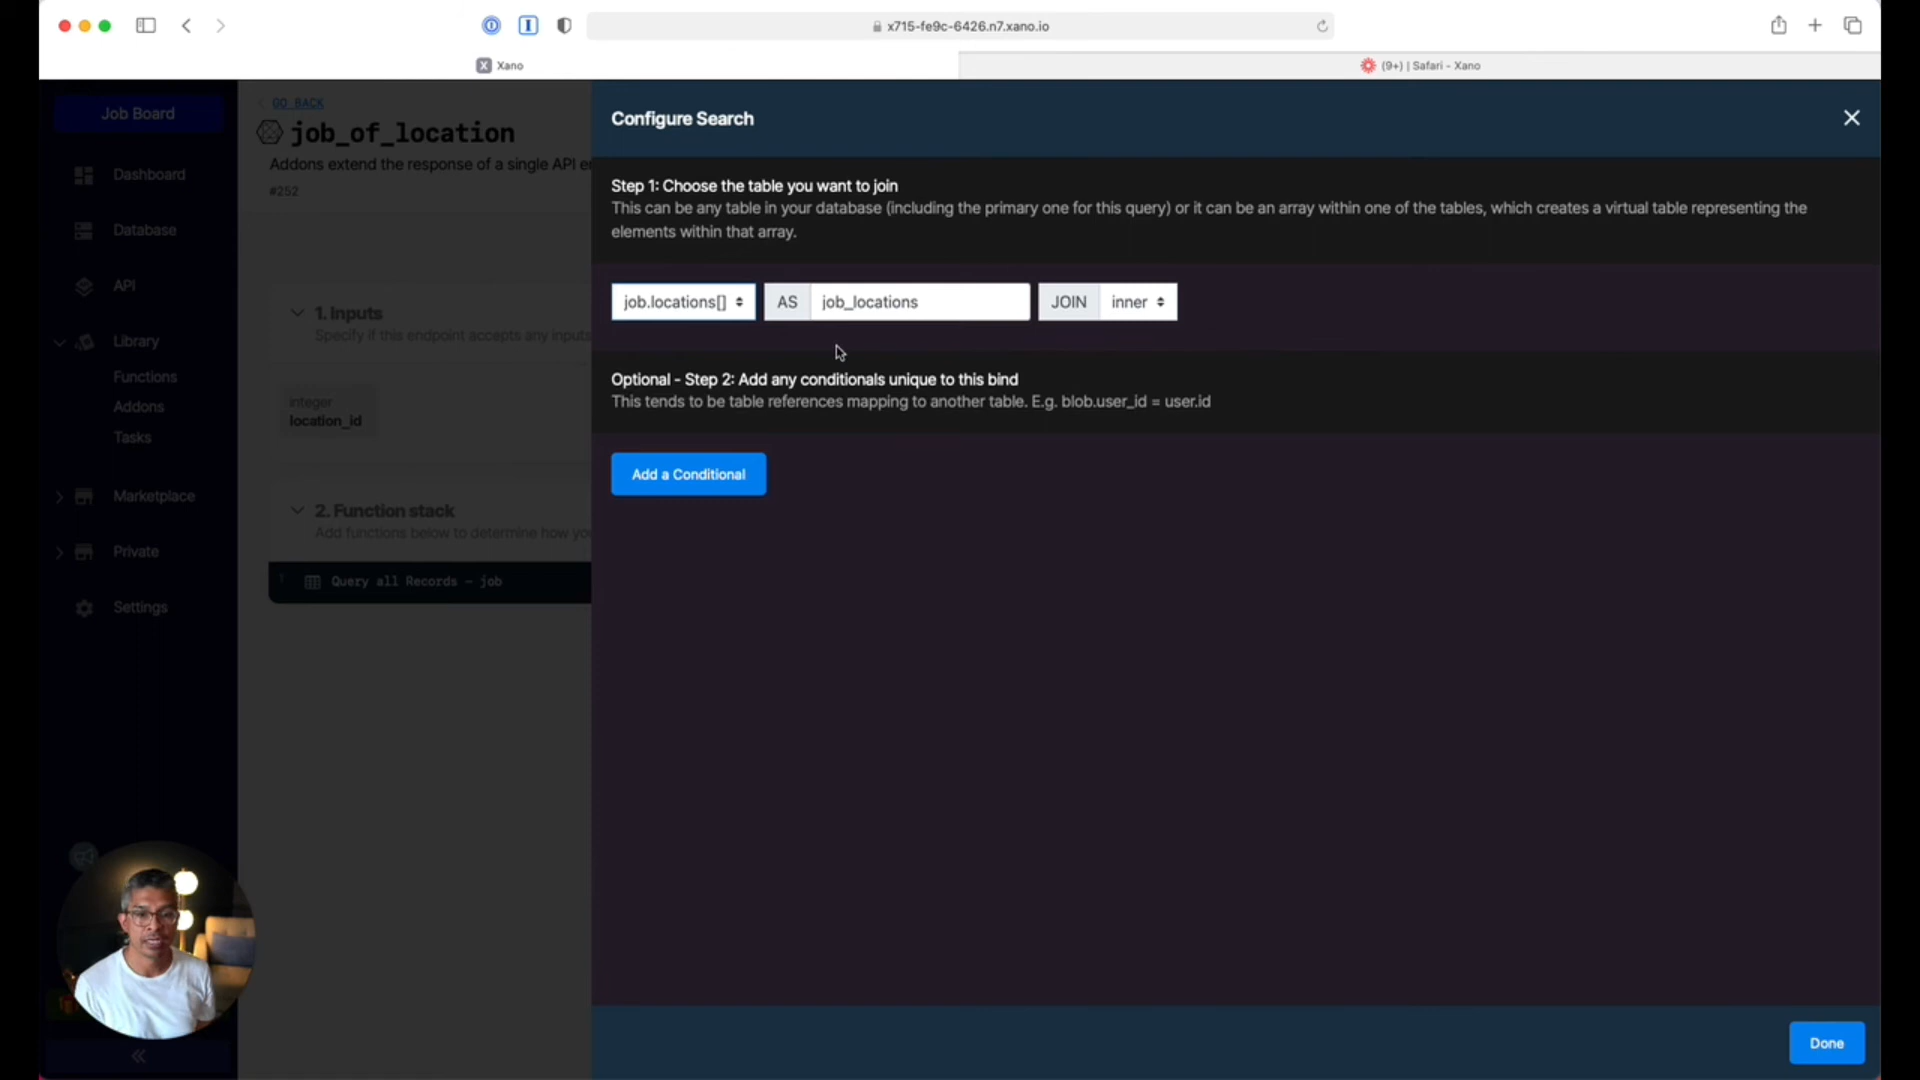 x715-fe9c-6426.n7.xano.io
Xano
(9+) | Safari - Xano
Job Board
Dashboard
Database
API
Library
Functions
Addons
Tasks
Marketplace
Private
Settings
GO BACK
job_of_location
Addons extend the response of a single API e
#252
1. Inputs
Specify if this endpoint accepts any inputs
integer
location_id
2. Function stack
Add functions below to determine how yo
1
Query all Records - job
Configure Search
Step 1: Choose the table you want to join
This can be any table in your database (including the primary one for this query) or it can be an array within one of the tables, which creates a virtual table representing the
elements within that array.
job.locations[] AS job_locations JOIN inner
Optional - Step 2: Add any conditionals unique to this bind
This tends to be table references mapping to another table. E.g. blob.user_id = user.id
Add a Conditional
Done